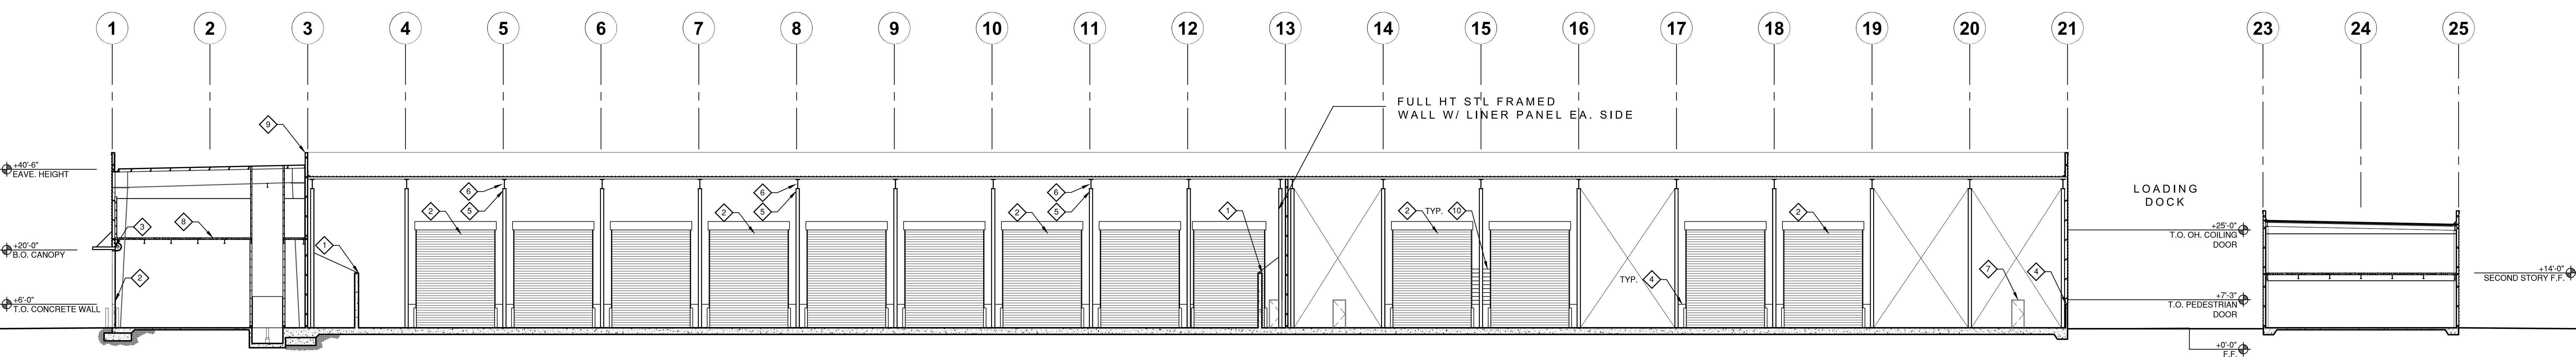 1 2 3 4 5 6 7 8 9 10 11 12 13 14 15 16 17 18 19 20 21 23 24 25
FULL HT STL FRAMED
WALL W/ LINER PANEL EA. SIDE
9
+40'-6"
EAVE. HEIGHT
6 6 6
LOADING
DOCK
2 5 2 5 2 5 1 2 TYP. 10 2
3 8
+20'-0"
B.O. CANOPY
1
+25'-0"
T.O. OH. COILING
DOOR
2
TYP. 4 7 4
+14'-0"
SECOND STORY F.F.
+6'-0"
T.O. CONCRETE WALL
+7'-3"
T.O. PEDESTRIAN
DOOR
+0'-0"
F.F.